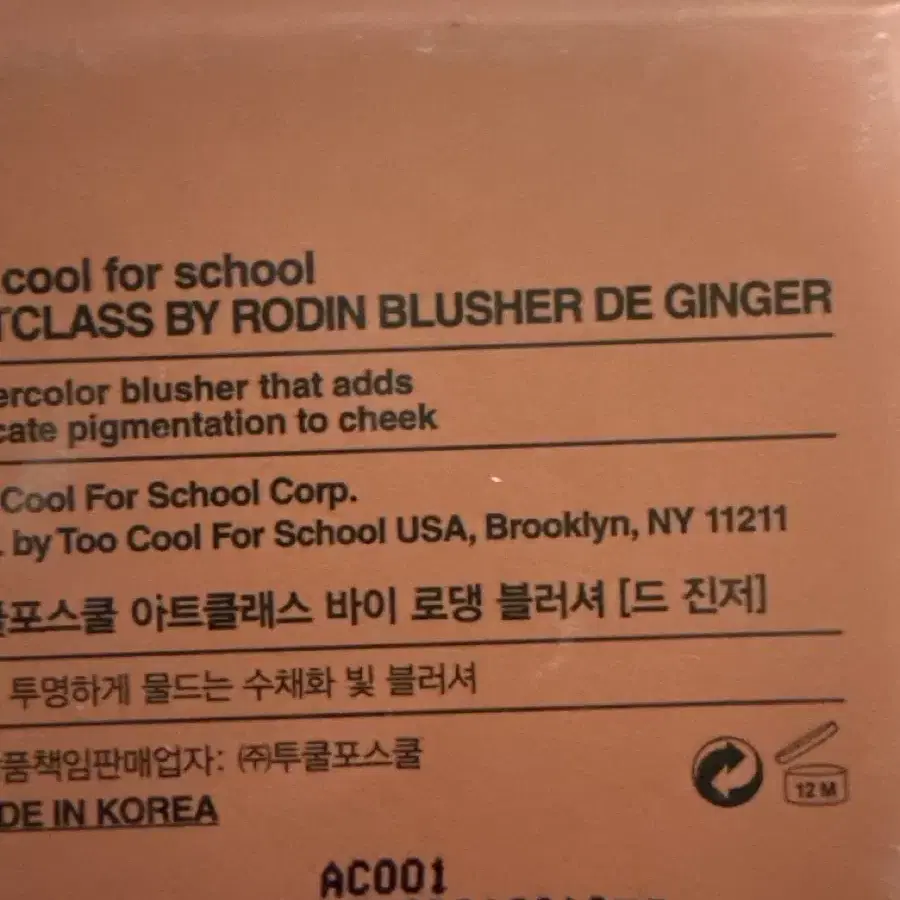 cool for school
TCLASS BY RODIN BLUSHER DE GINGER
ercolor blusher that adds
cate pigmentation to cheek
Cool For School Corp.
. by Too Cool For School USA, Brooklyn, NY 11211
쿨포스쿨 아트클래스 바이 로댕 블러셔 [드 진저]
투명하게 물드는 수채화 빛 블러셔
품책임판매업자: ㈜투쿨포스쿨
DE IN KOREA
12 M
AC001